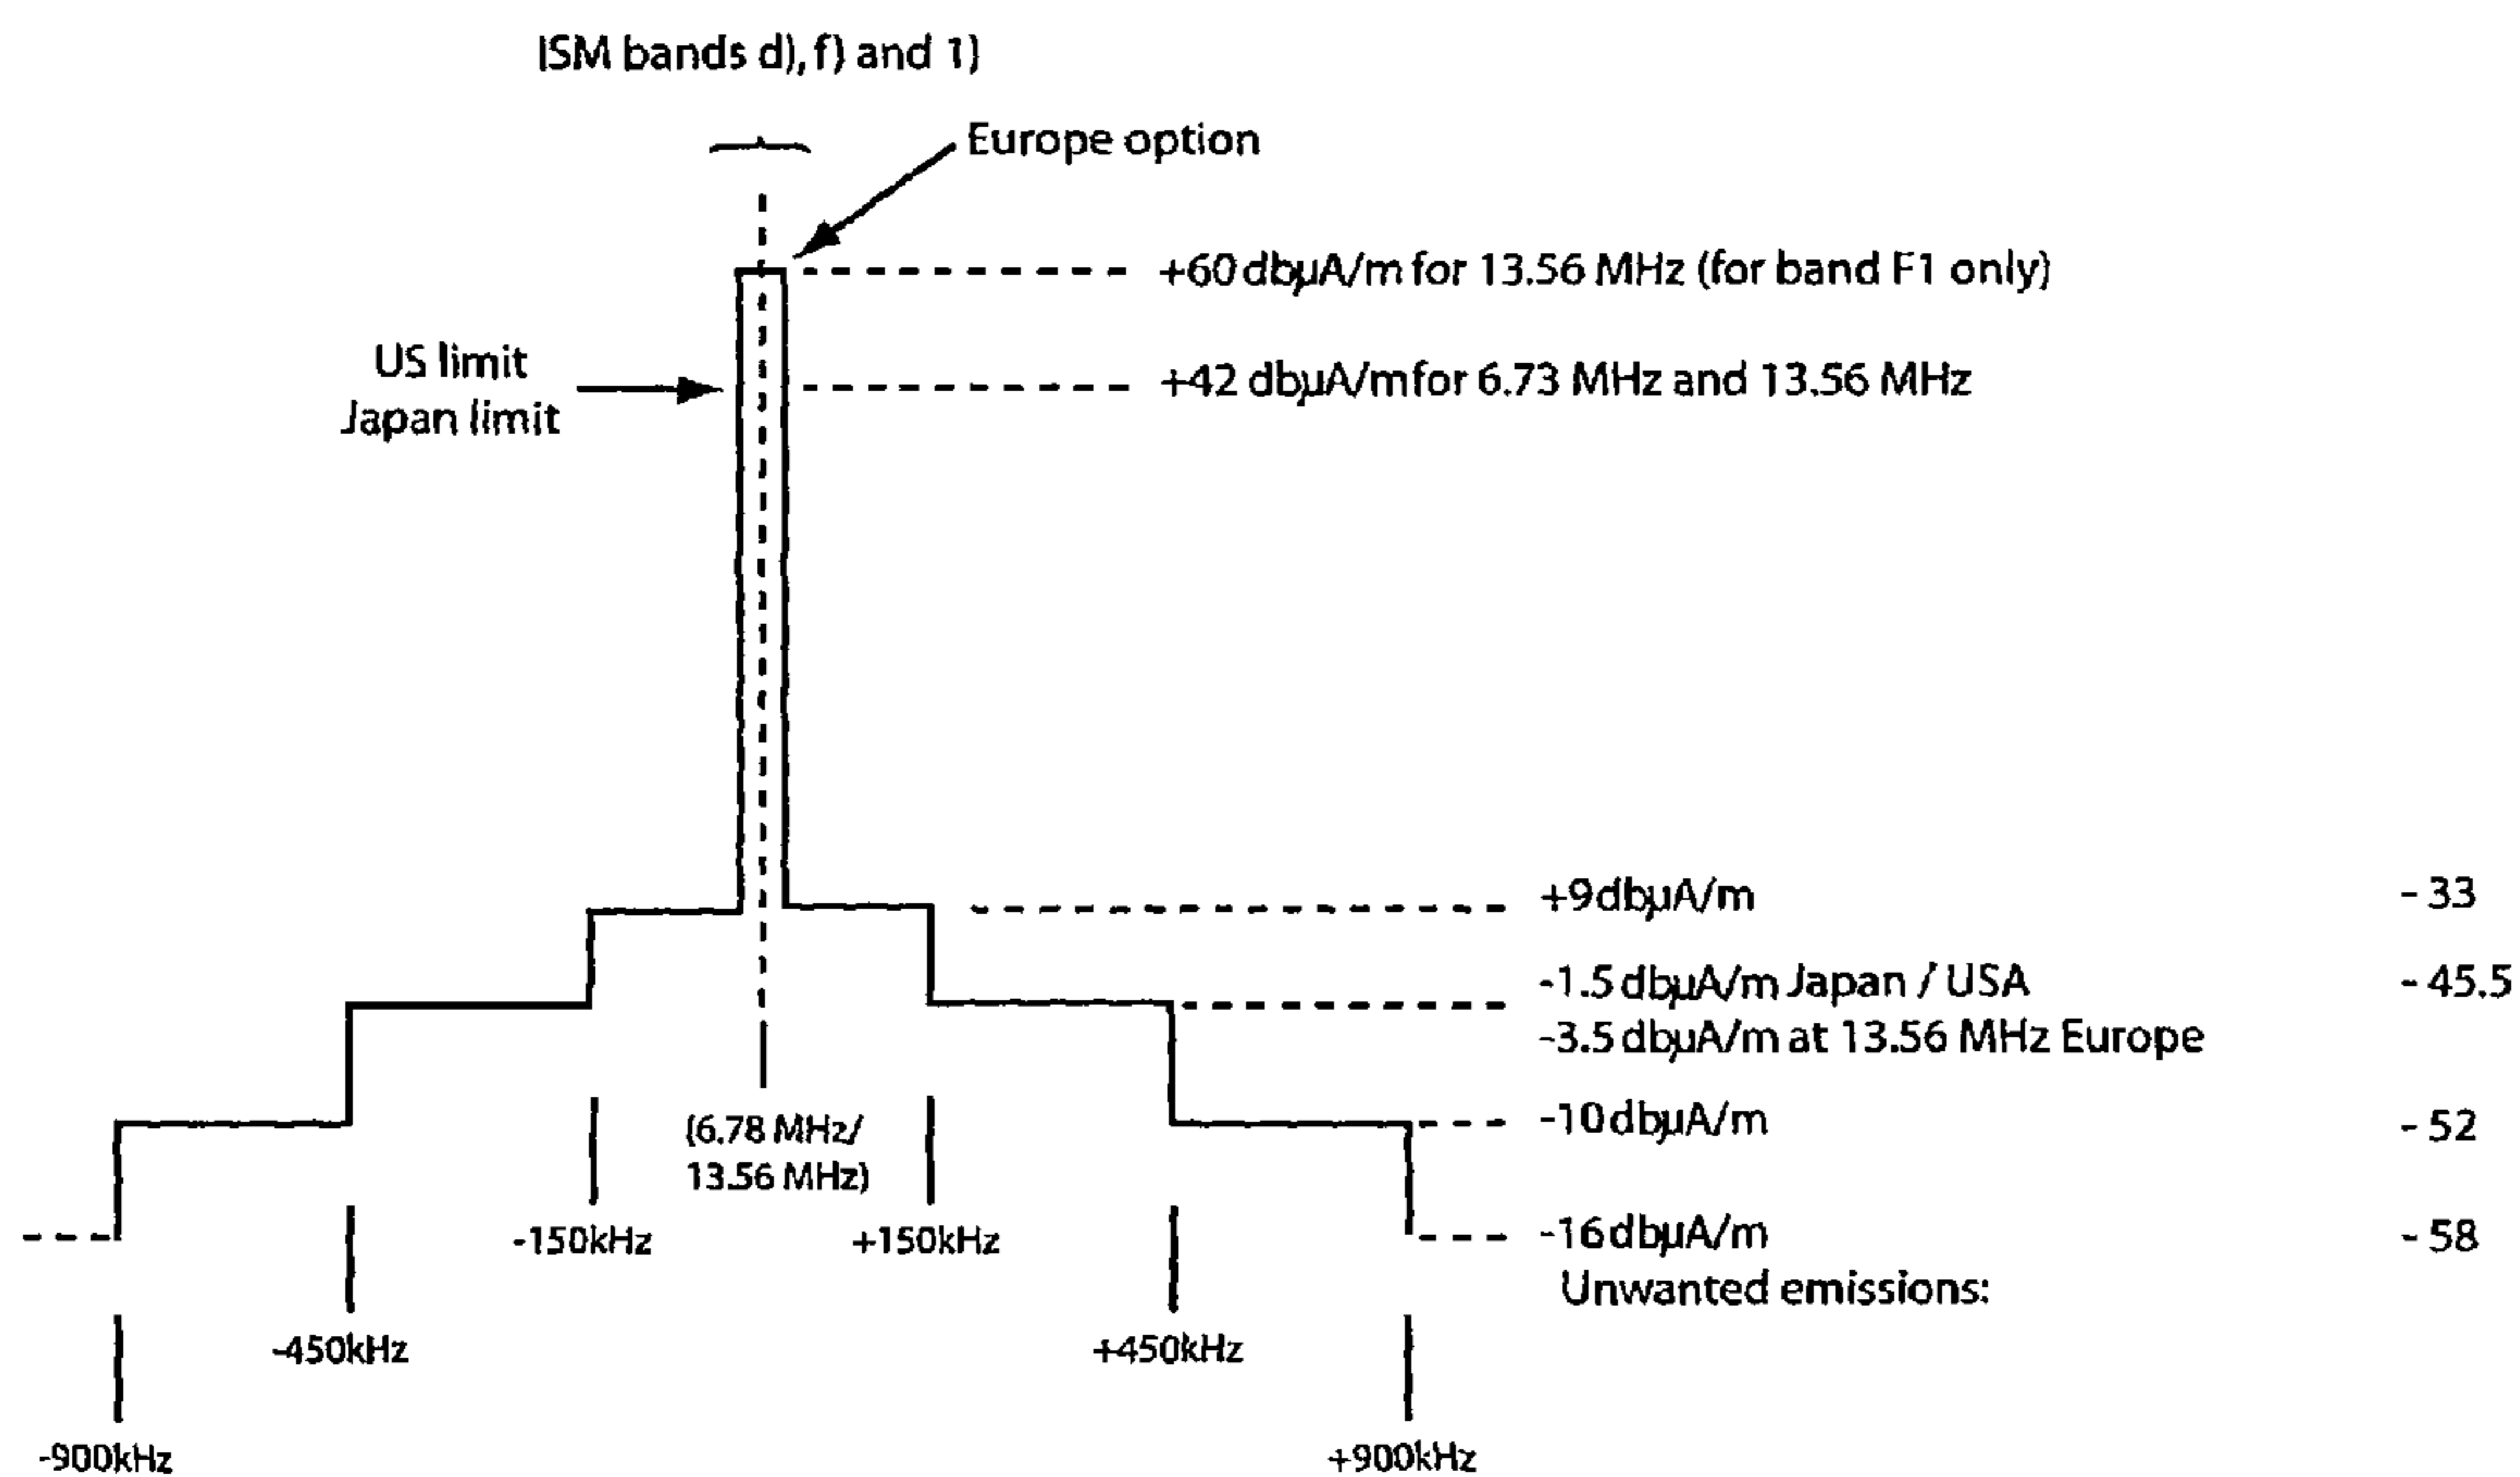 ISM bands d), f) and 1)
Europe option
+60 dbµA/m for 13.56 MHz (for band F1 only)
US limit
Japan limit
+42 dbµA/m for 6.73 MHz and 13.56 MHz
+9 dbµA/m - 33
-1.5 dbµA/m Japan / USA - 45.5
-3.5 dbµA/m at 13.56 MHz Europe
(6.78 MHz/
13.56 MHz)
-10 dbµA/m - 52
-150kHz +150kHz
-16 dbµA/m - 58
Unwanted emissions:
-450kHz +450kHz
-900kHz +900kHz